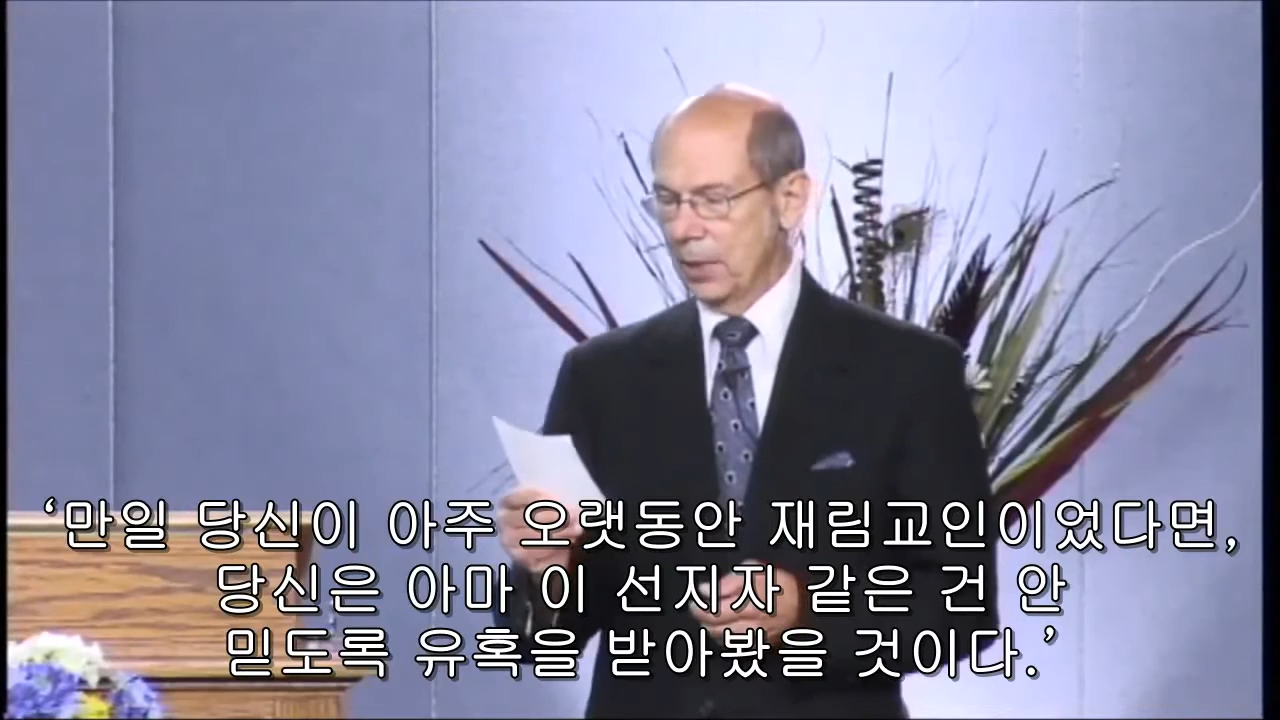 ‘만일 당신이 아주 오랫동안 재림교인이었다면,
당신은 아마 이 선지자 같은 건 안
믿도록 유혹을 받아봤을 것이다.’